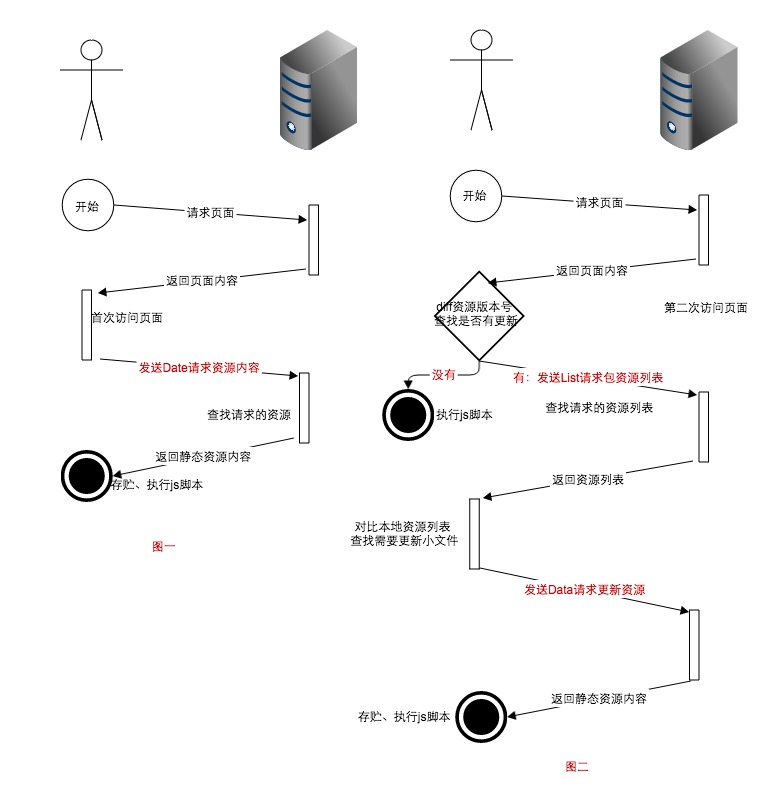 开始
请求页面
返回页面内容
首次访问页面
发送Date请求资源内容
查找请求的资源
返回静态资源内容
存贮、执行js脚本
图一
开始
请求页面
返回页面内容
第二次访问页面
diff资源版本号
查找是否有更新
没有
执行js脚本
有：发送List请求包资源列表
查找请求的资源列表
返回资源列表
对比本地资源列表
查找需要更新小文件
发送Data请求更新资源
返回静态资源内容
存贮、执行js脚本
图二